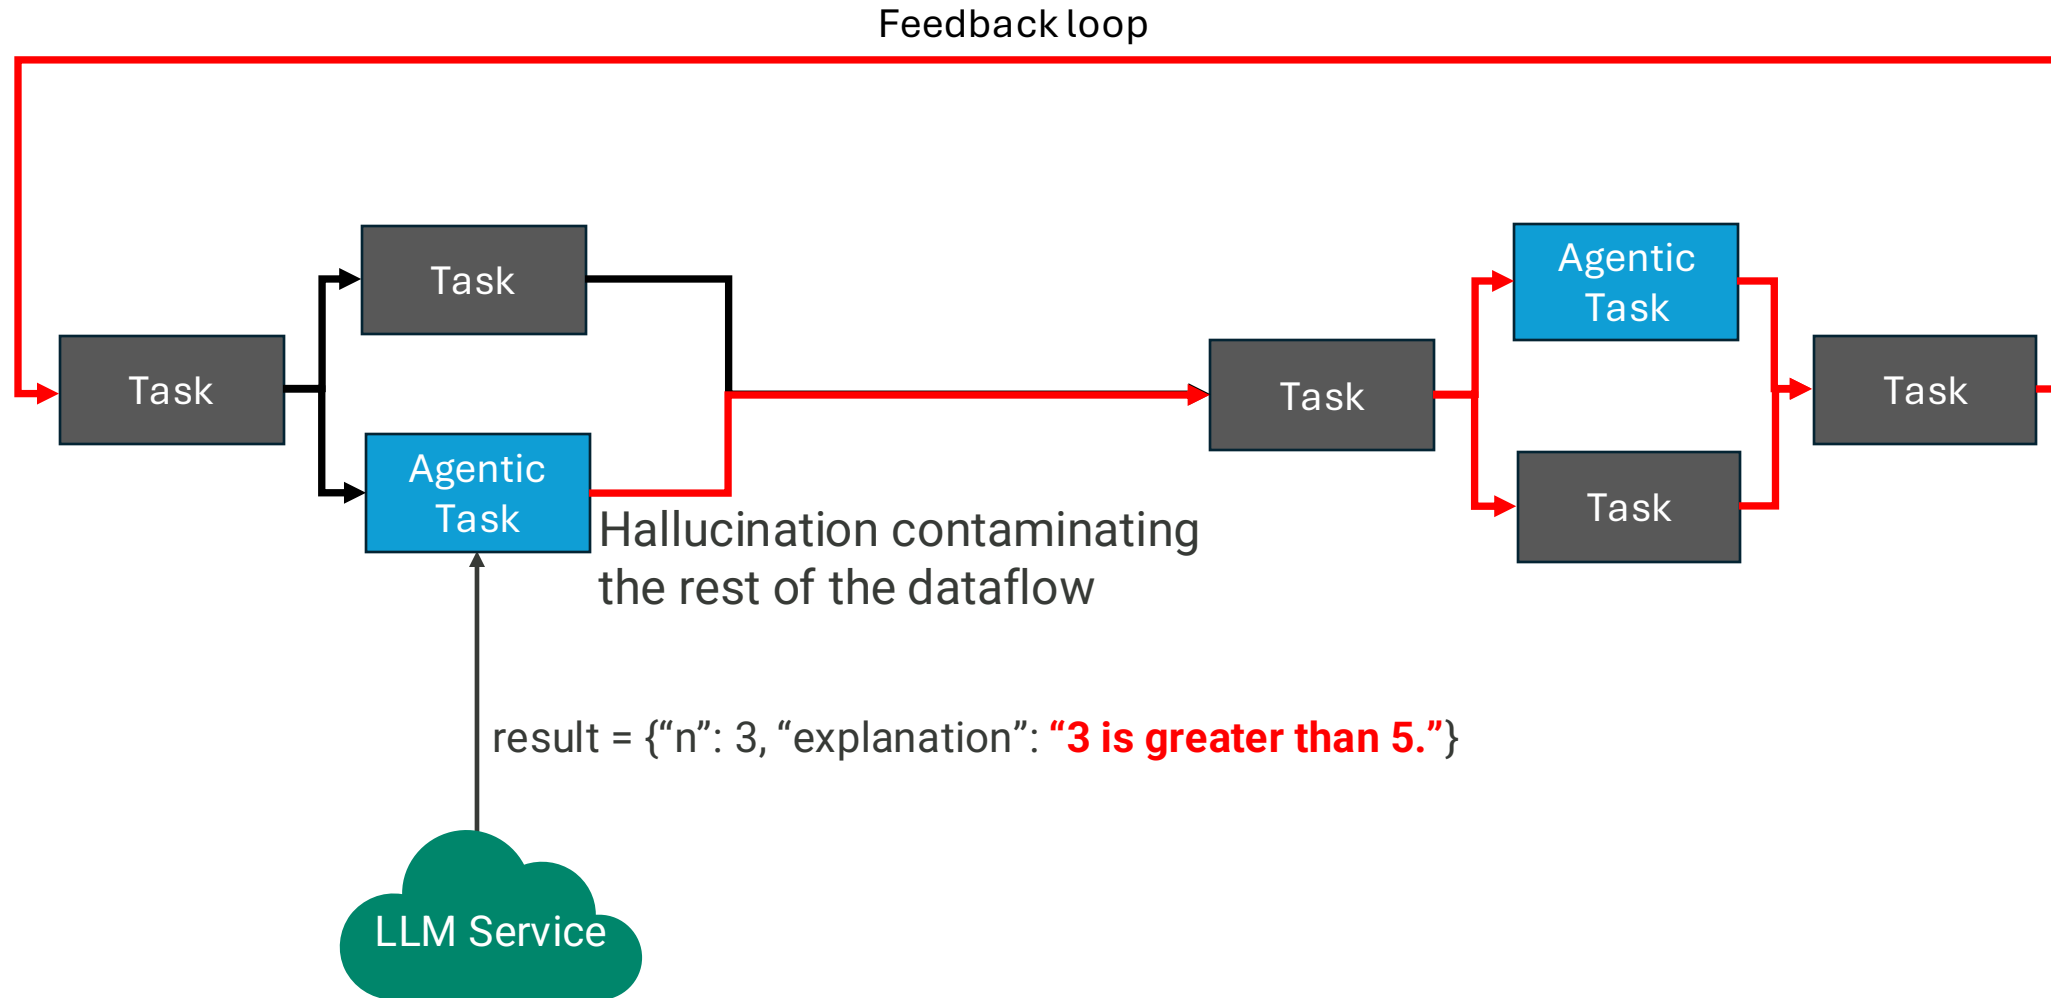 Feedback loop
Task
Task
Agentic
Task
Hallucination contaminating
the rest of the dataflow
Task
Agentic
Task
Task
Task
result = {“n”: 3, “explanation”: “3 is greater than 5.”}
LLM Service